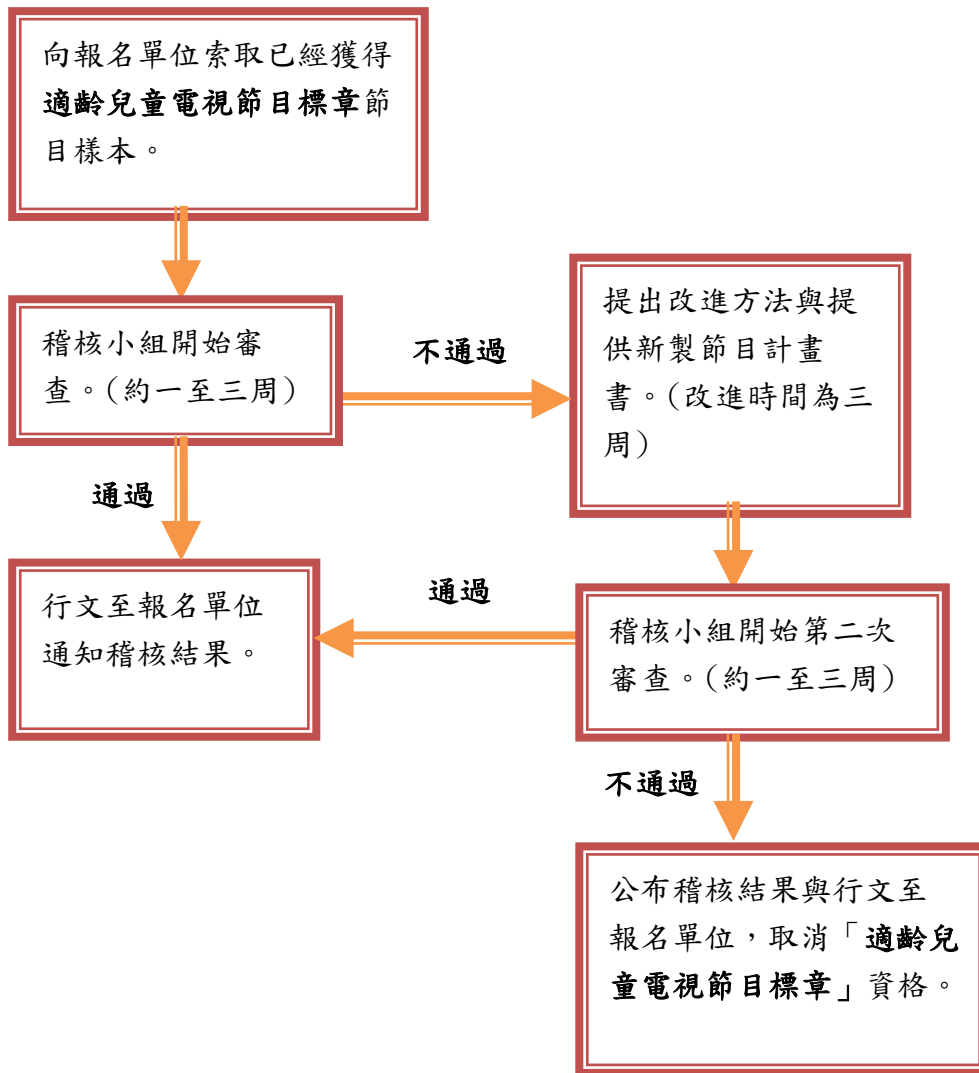 向報名單位索取已經獲得
適齡兒童電視節目標章節
目樣本。
稽核小組開始審
查。(約一至三周)
不通過
提出改進方法與提
供新製節目計畫
書。(改進時間為三
周)
通過
行文至報名單位
通知稽核結果。
通過
稽核小組開始第二次
審查。(約一至三周)
不通過
公布稽核結果與行文至
報名單位，取消「適齡兒
童電視節目標章」資格。